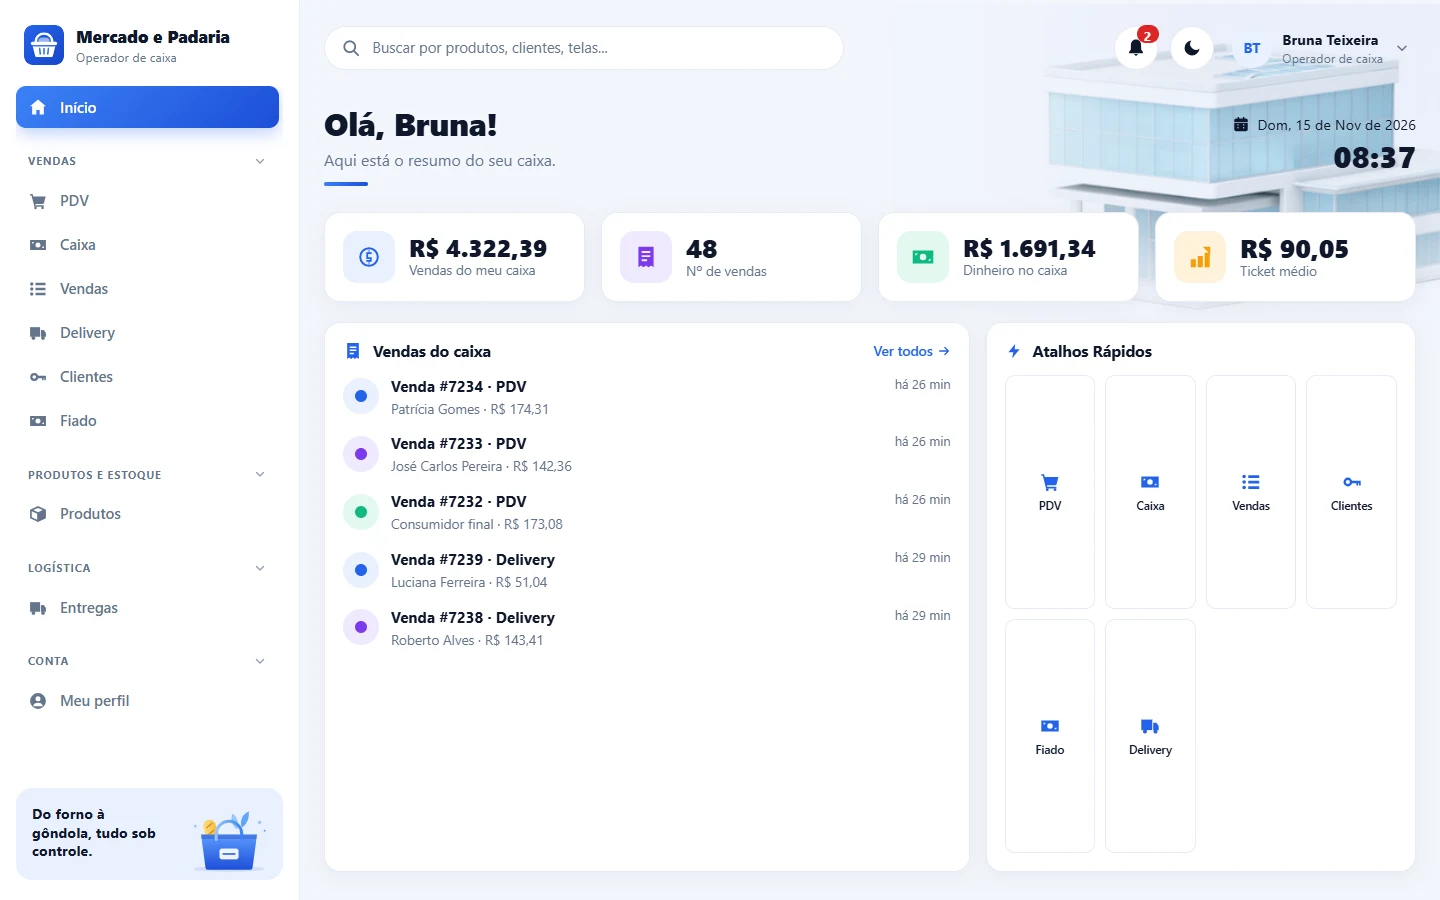 Mercado e Padaria
Operador de caixa
Início
VENDAS
PDV
Caixa
Vendas
Delivery
Clientes
Fiado
PRODUTOS E ESTOQUE
Produtos
LOGÍSTICA
Entregas
CONTA
Meu perfil
Do forno à
gôndola, tudo sob
controle.
Buscar por produtos, clientes, telas...
2
BT
Bruna Teixeira
Operador de caixa
Olá, Bruna!
Aqui está o resumo do seu caixa.
Dom, 15 de Nov de 2026
08:37
R$ 4.322,39
Vendas do meu caixa
48
Nº de vendas
R$ 1.691,34
Dinheiro no caixa
R$ 90,05
Ticket médio
Vendas do caixa
Ver todos →
Venda #7234 · PDV
há 26 min
Patrícia Gomes · R$ 174,31
Venda #7233 · PDV
há 26 min
José Carlos Pereira · R$ 142,36
Venda #7232 · PDV
há 26 min
Consumidor final · R$ 173,08
Venda #7239 · Delivery
há 29 min
Luciana Ferreira · R$ 51,04
Venda #7238 · Delivery
há 29 min
Roberto Alves · R$ 143,41
Atalhos Rápidos
PDV
Caixa
Vendas
Clientes
Fiado
Delivery